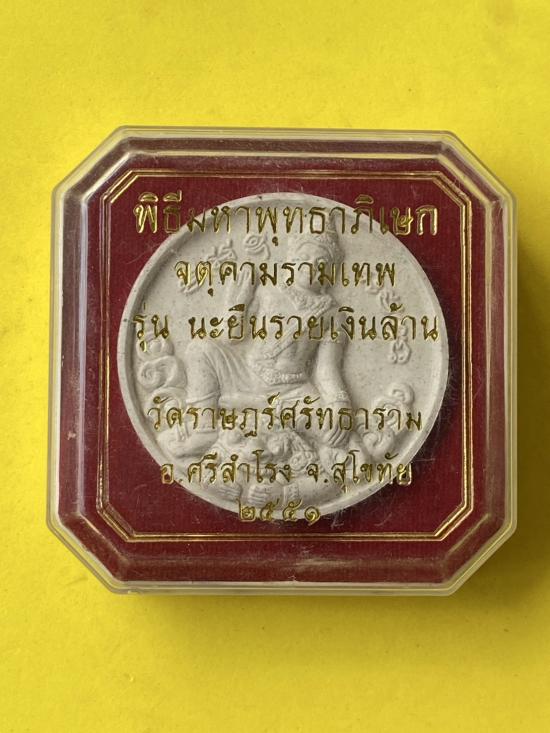 พิธีมหาพุทธาภิเษก
จตุคามรามเทพ
รุ่น นะยืนรวยเงินล้าน
วัดราษฎร์ศรัทธาราม
อ.ศรีสำโรง จ.สุโขทัย
๒๕๕๑